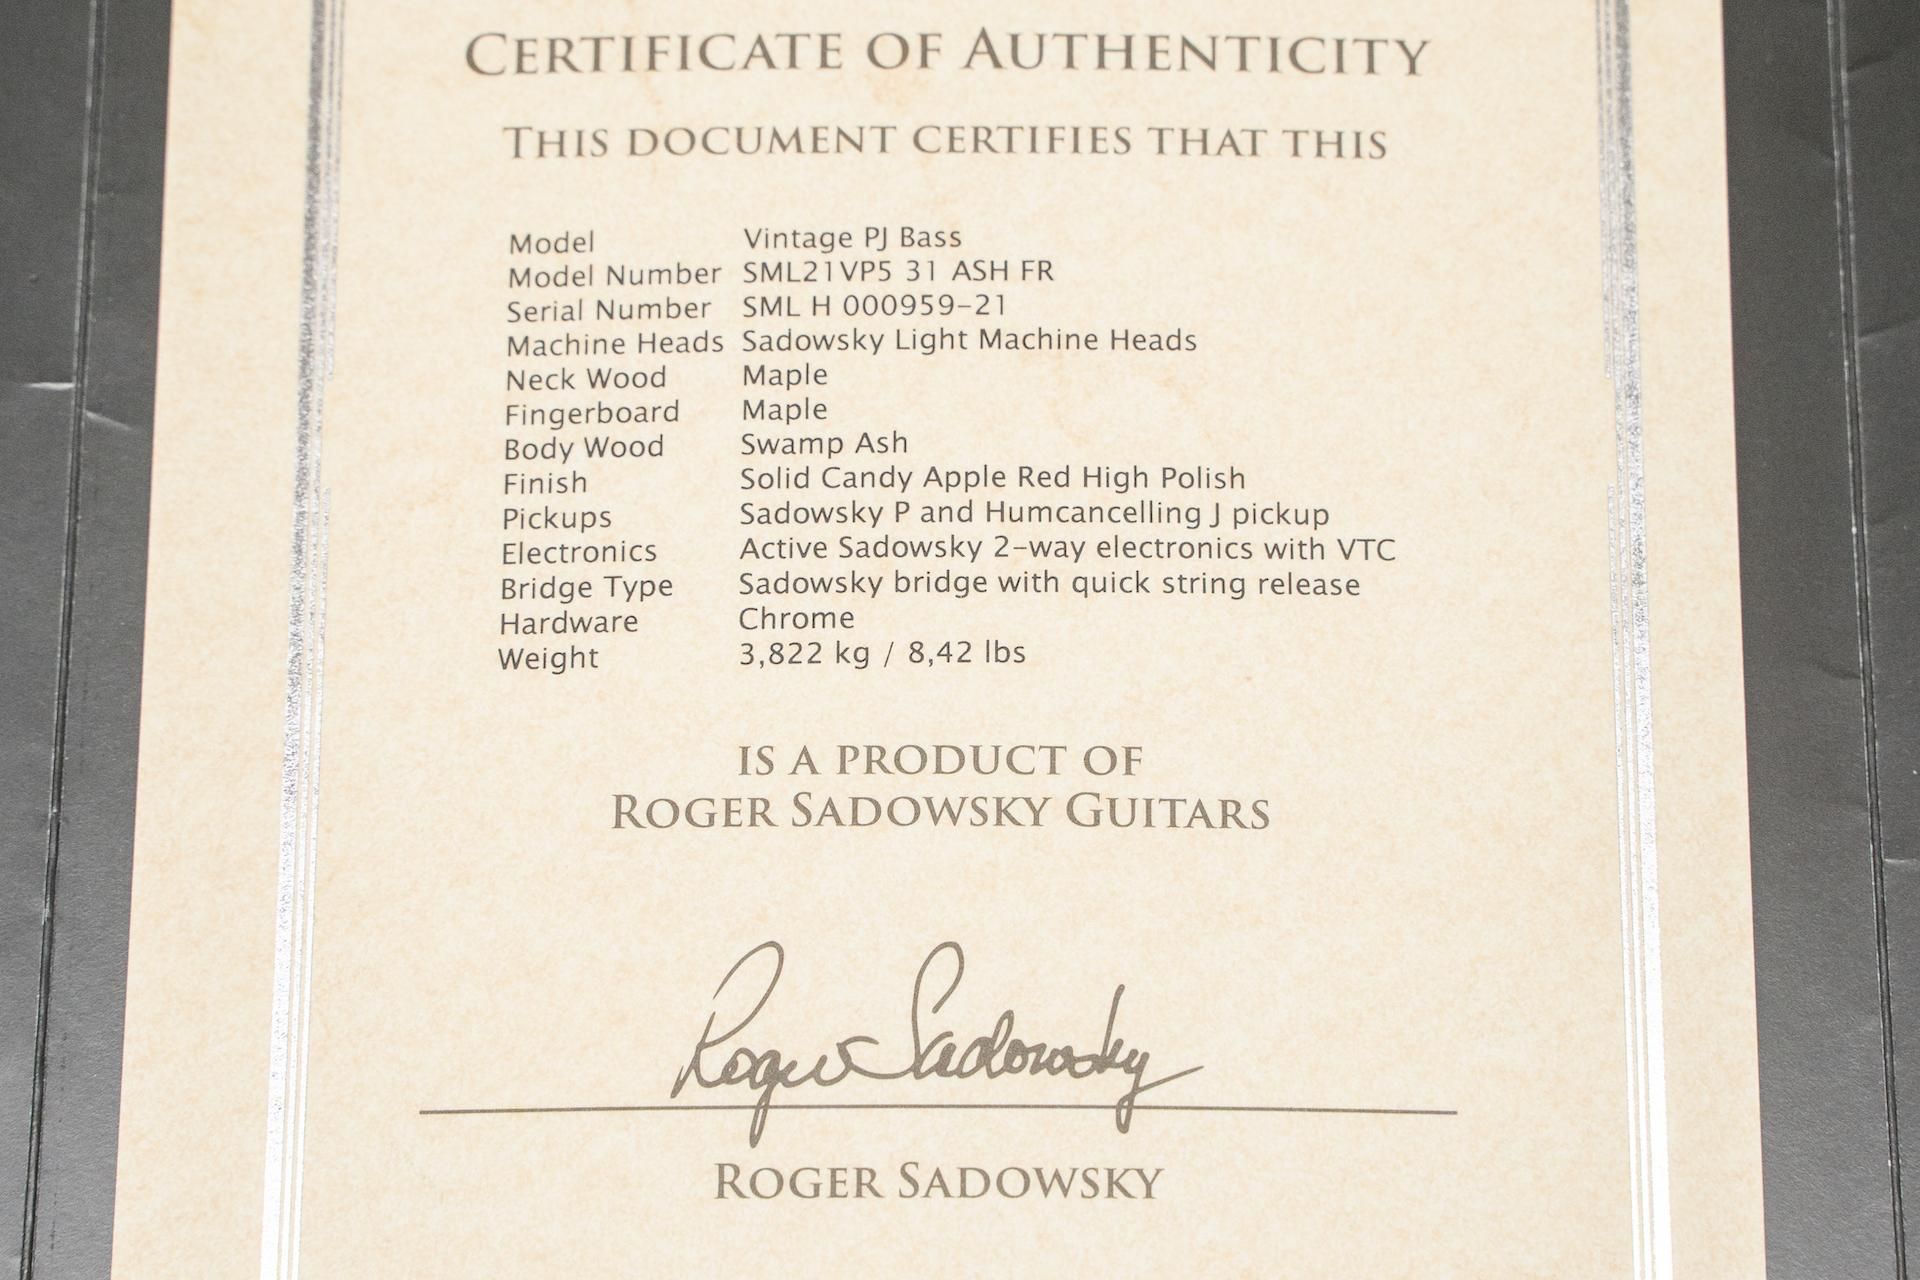 CERTIFICATE OF AUTHENTICITY
THIS DOCUMENT CERTIFIES THAT THIS
Model Vintage PJ Bass
Model Number SML21VP5 31 ASH FR
Serial Number SML H 000959-21
Machine Heads Sadowsky Light Machine Heads
Neck Wood Maple
Fingerboard Maple
Body Wood Swamp Ash
Finish Solid Candy Apple Red High Polish
Pickups Sadowsky P and Humcancelling J pickup
Electronics Active Sadowsky 2-way electronics with VTC
Bridge Type Sadowsky bridge with quick string release
Hardware Chrome
Weight 3,822 kg / 8,42 lbs
IS A PRODUCT OF
ROGER SADOWSKY GUITARS
Roger Sadowsky
ROGER SADOWSKY